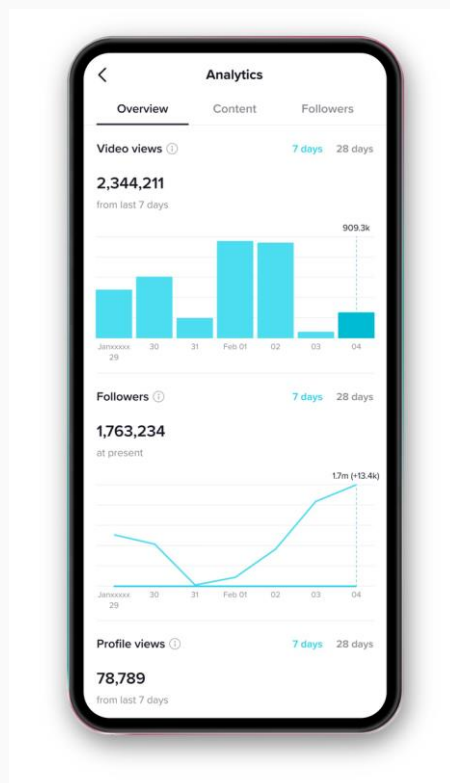 Analytics
Overview Content Followers
Video views 7 days 28 days
2,344,211
from last 7 days
909.3k
Janxxxxx 30 31 Feb 01 02 03 04
29
Followers 7 days 28 days
1,763,234
at present
1.7m (+13.4k)
Janxxxxx 30 31 Feb 01 02 03 04
29
Profile views 7 days 28 days
78,789
from last 7 days